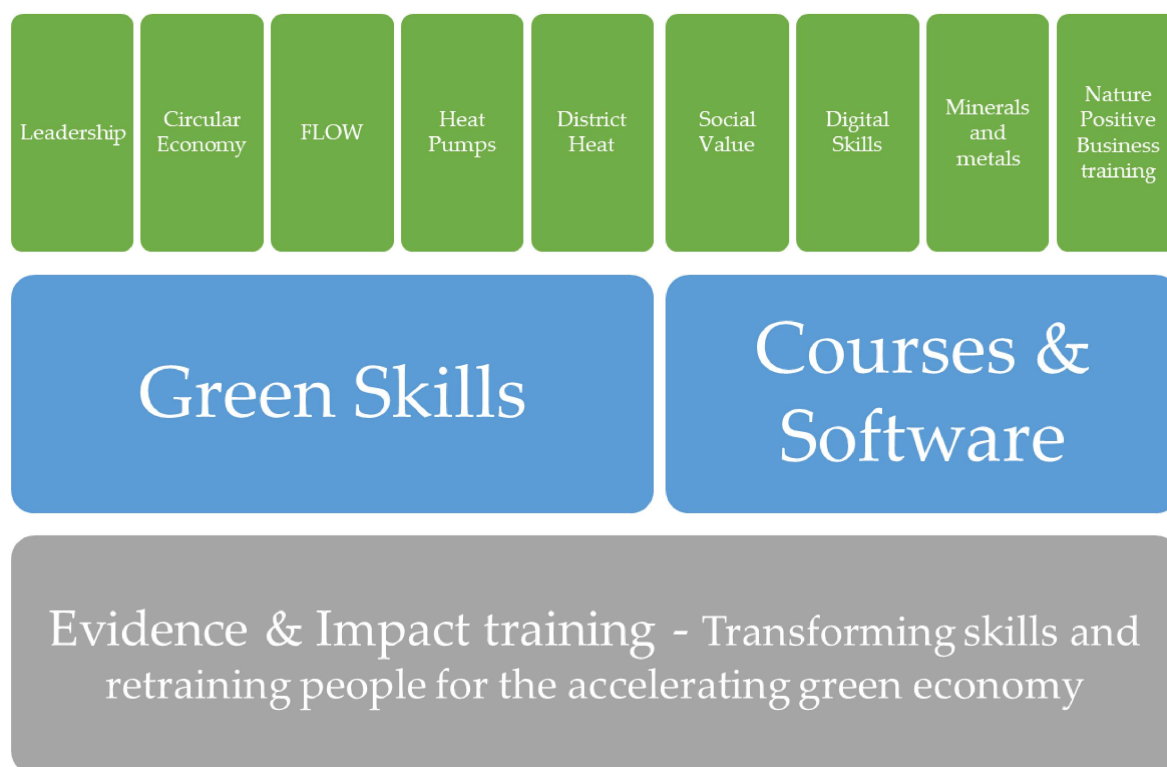 Leadership
Circular
Economy
FLOW
Heat
Pumps
District
Heat
Social
Value
Digital
Skills
Minerals
and
metals
Nature
Positive
Business
training
Green Skills
Courses &
Software
Evidence & Impact training - Transforming skills and
retraining people for the accelerating green economy